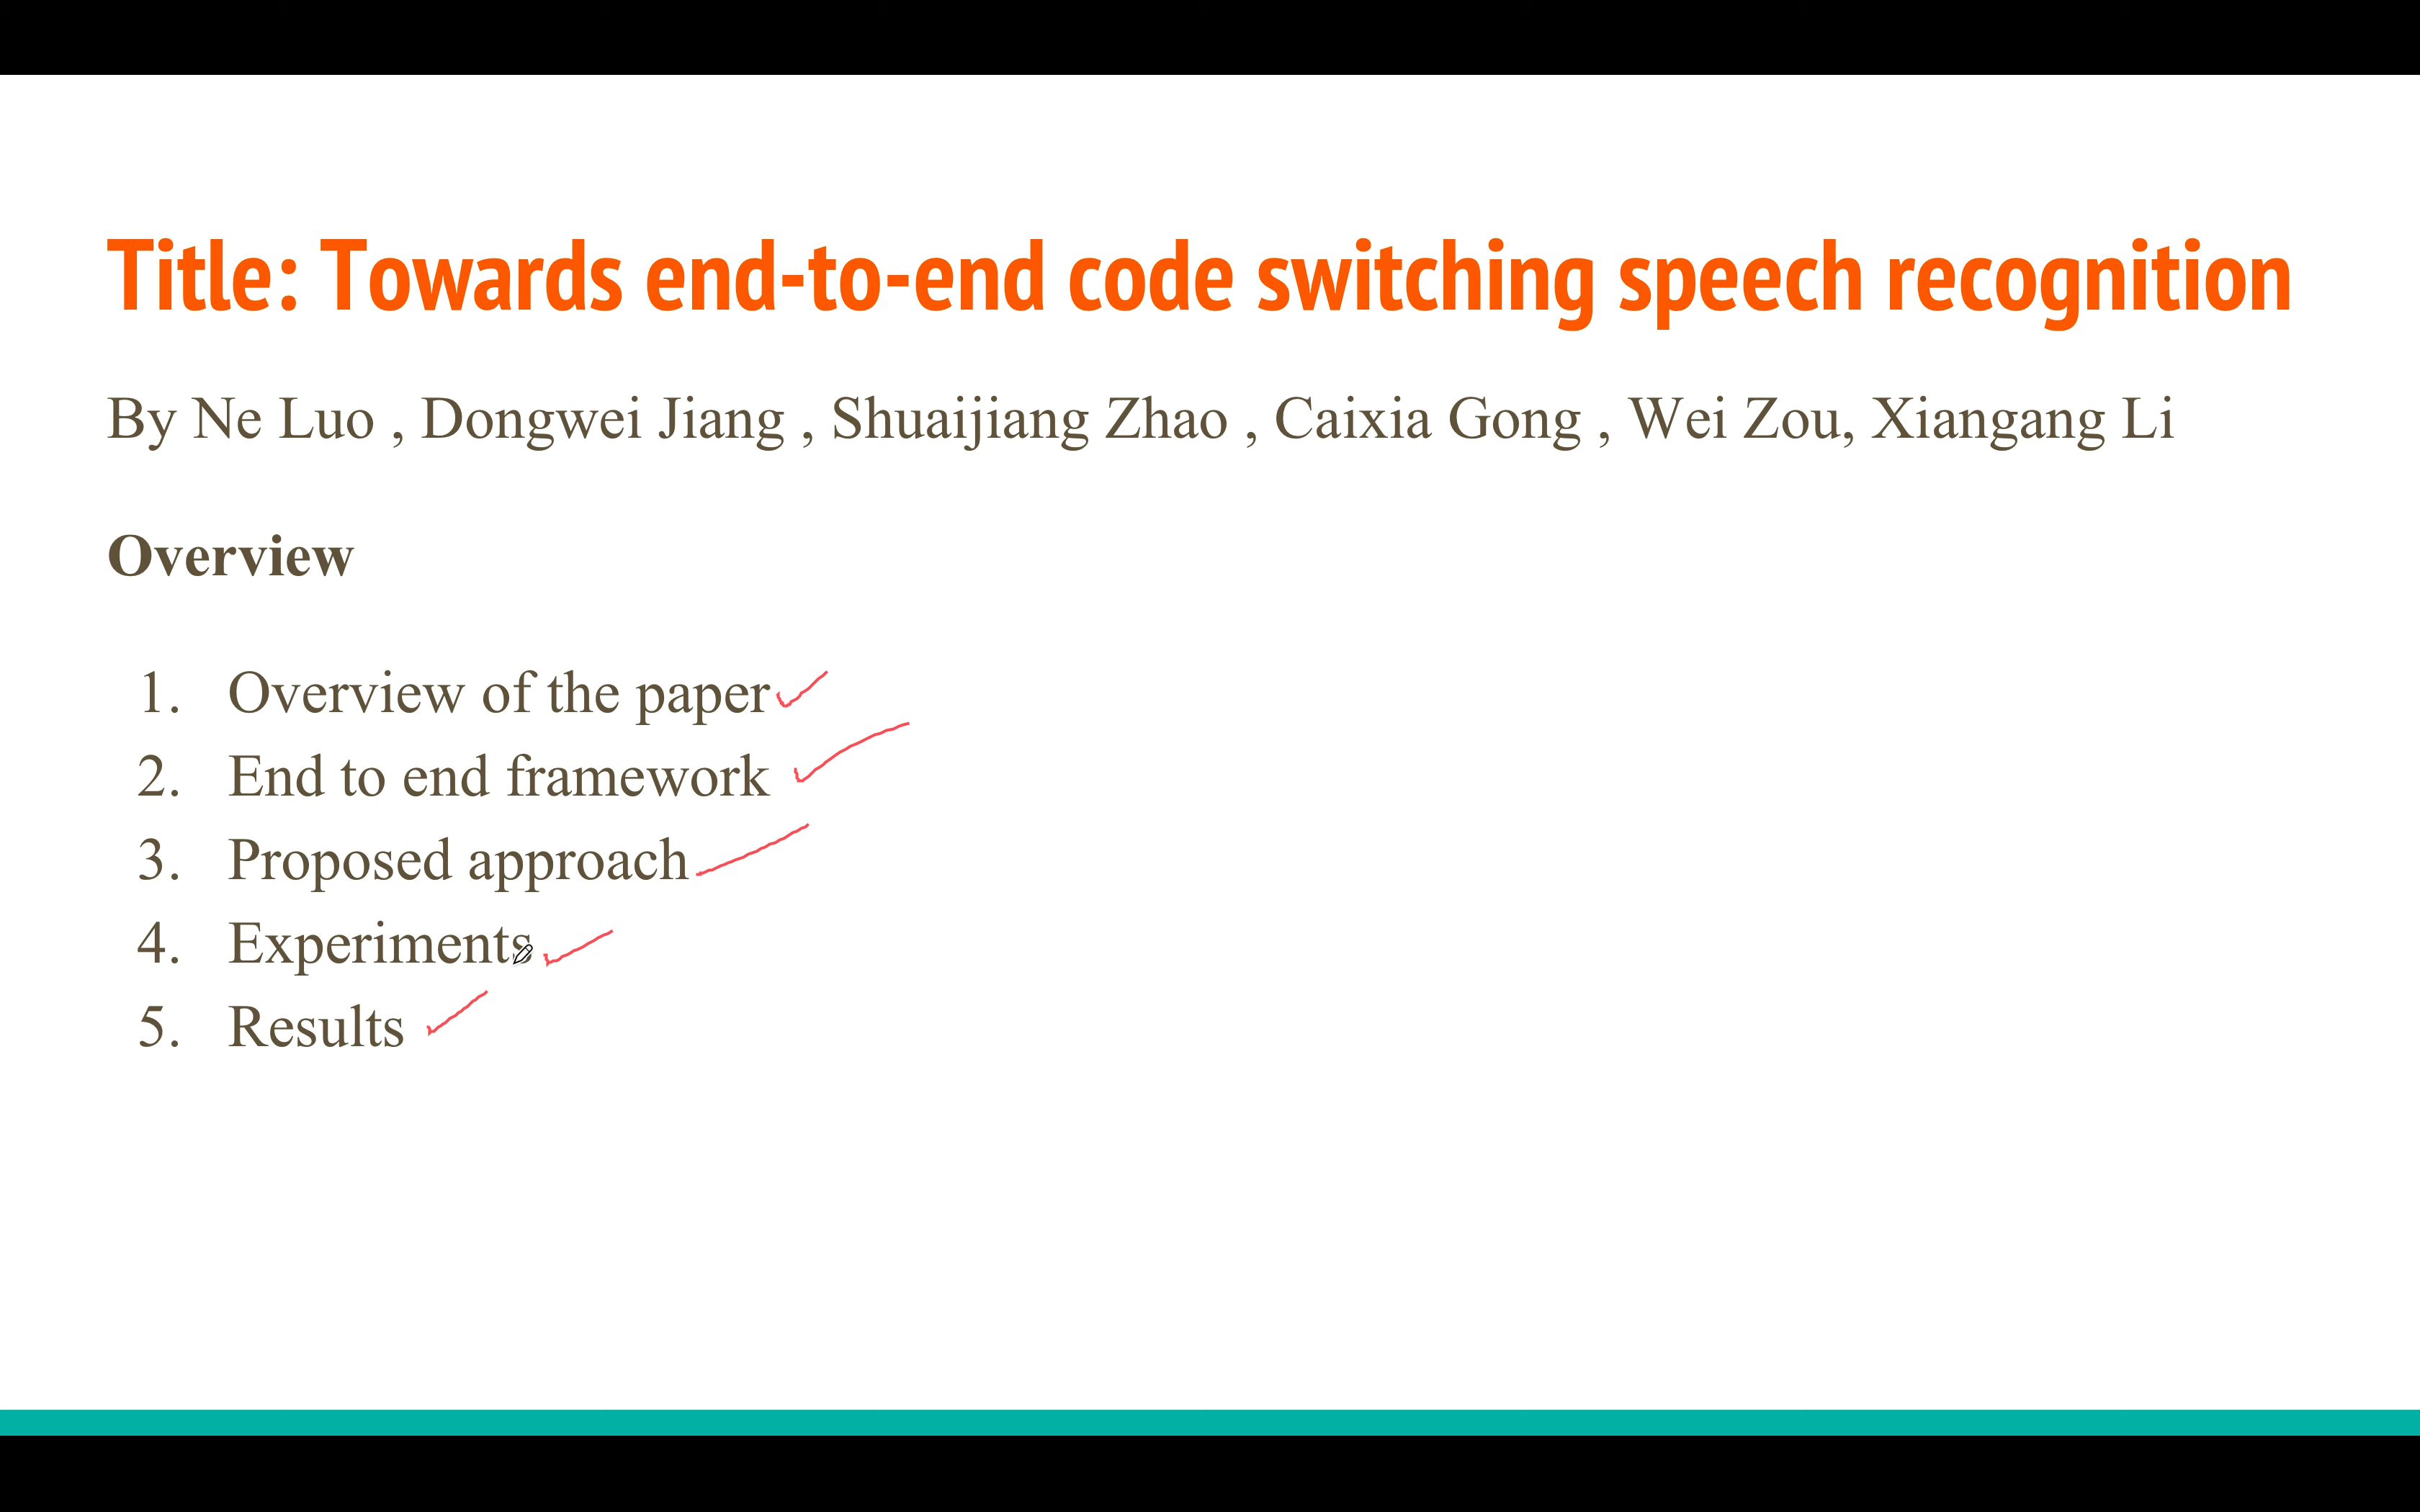 Title: Towards end-to-end code switching speech recognition
By Ne Luo , Dongwei Jiang , Shuaijiang Zhao , Caixia Gong , Wei Zou, Xiangang Li
Overview
1. Overview of the paper
2. End to end framework
3. Proposed approach
4. Experiments
5. Results